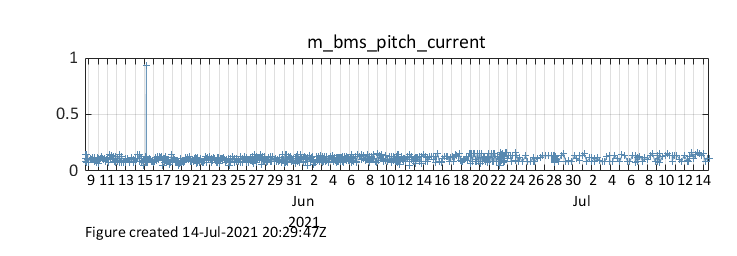 m_bms_pitch_current
1
0.5
0
9 11 13 15 17 19 21 23 25 27 29 31 2 4 6 8 10 12 14 16 18 20 22 24 26 28 30 2 4 6 8 10 12 14
Jun Jul
2021
Figure created 14-Jul-2021 20:29:47Z